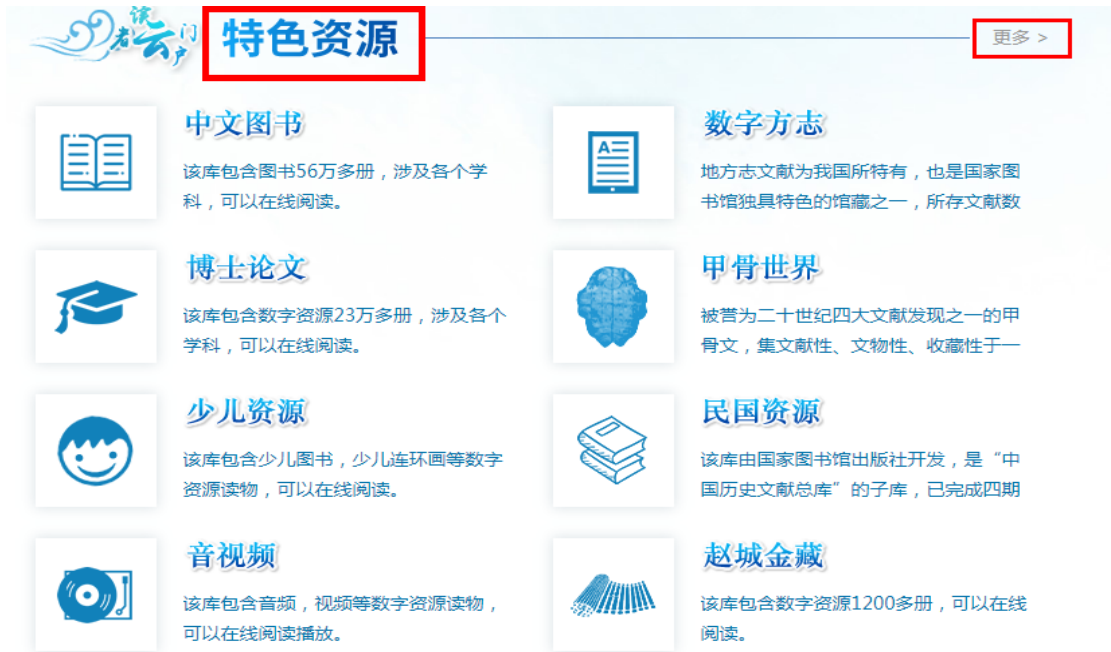 读者云门户
特色资源
更多 >
中文图书
该库包含图书56万多册，涉及各个学
科，可以在线阅读。
数字方志
地方志文献为我国所特有，也是国家图
书馆独具特色的馆藏之一，所存文献数
博士论文
该库包含数字资源23万多册，涉及各个
学科，可以在线阅读。
甲骨世界
被誉为二十世纪四大文献发现之一的甲
骨文，集文献性、文物性、收藏性于一
少儿资源
该库包含少儿图书，少儿连环画等数字
资源读物，可以在线阅读。
民国资源
该库由国家图书馆出版社开发，是“中
国历史文献总库”的子库，已完成四期
音视频
该库包含音频，视频等数字资源读物，
可以在线阅读播放。
赵城金藏
该库包含数字资源1200多册，可以在线
阅读。
A